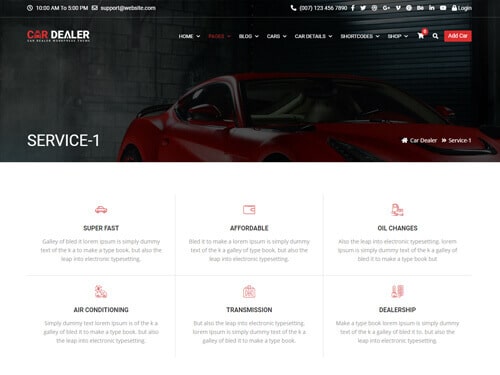 10:00 AM To 5:00 PM support@website.com
(007) 123 456 7890 Login
CAR DEALER
CAR DEALER WORDPRESS THEME
HOME PAGES BLOG CARS CAR DETAILS SHORTCODES SHOP Add Car
SERVICE-1
Car Dealer » Service-1
SUPER FAST
Galley of bled it lorem ipsum is simply dummy
text of the k a to make a type book. but also the
leap into electronic typesetting.
AFFORDABLE
Bled it to make a lorem ipsum is simply dummy
text of the k a galley of type book. but also the
leap into electronic typesetting.
OIL CHANGES
Also the leap into electronic typesetting. lorem
Ipsum is simply dummy text of the k a galley of
bled it to make a type book but
AIR CONDITIONING
Simply dummy text lorem ipsum is of the k a
galley of bled it to make a type book. but also
the leap into electronic typesetting.
TRANSMISSION
But also the leap into electronic typesetting.
lorem ipsum is simply dummy text of the k a
galley of bled it to make a type book.
DEALERSHIP
Make a type book lorem ipsum is simply dummy
text of the k a galley of bled it to. but also the
leap into electronic typesetting.